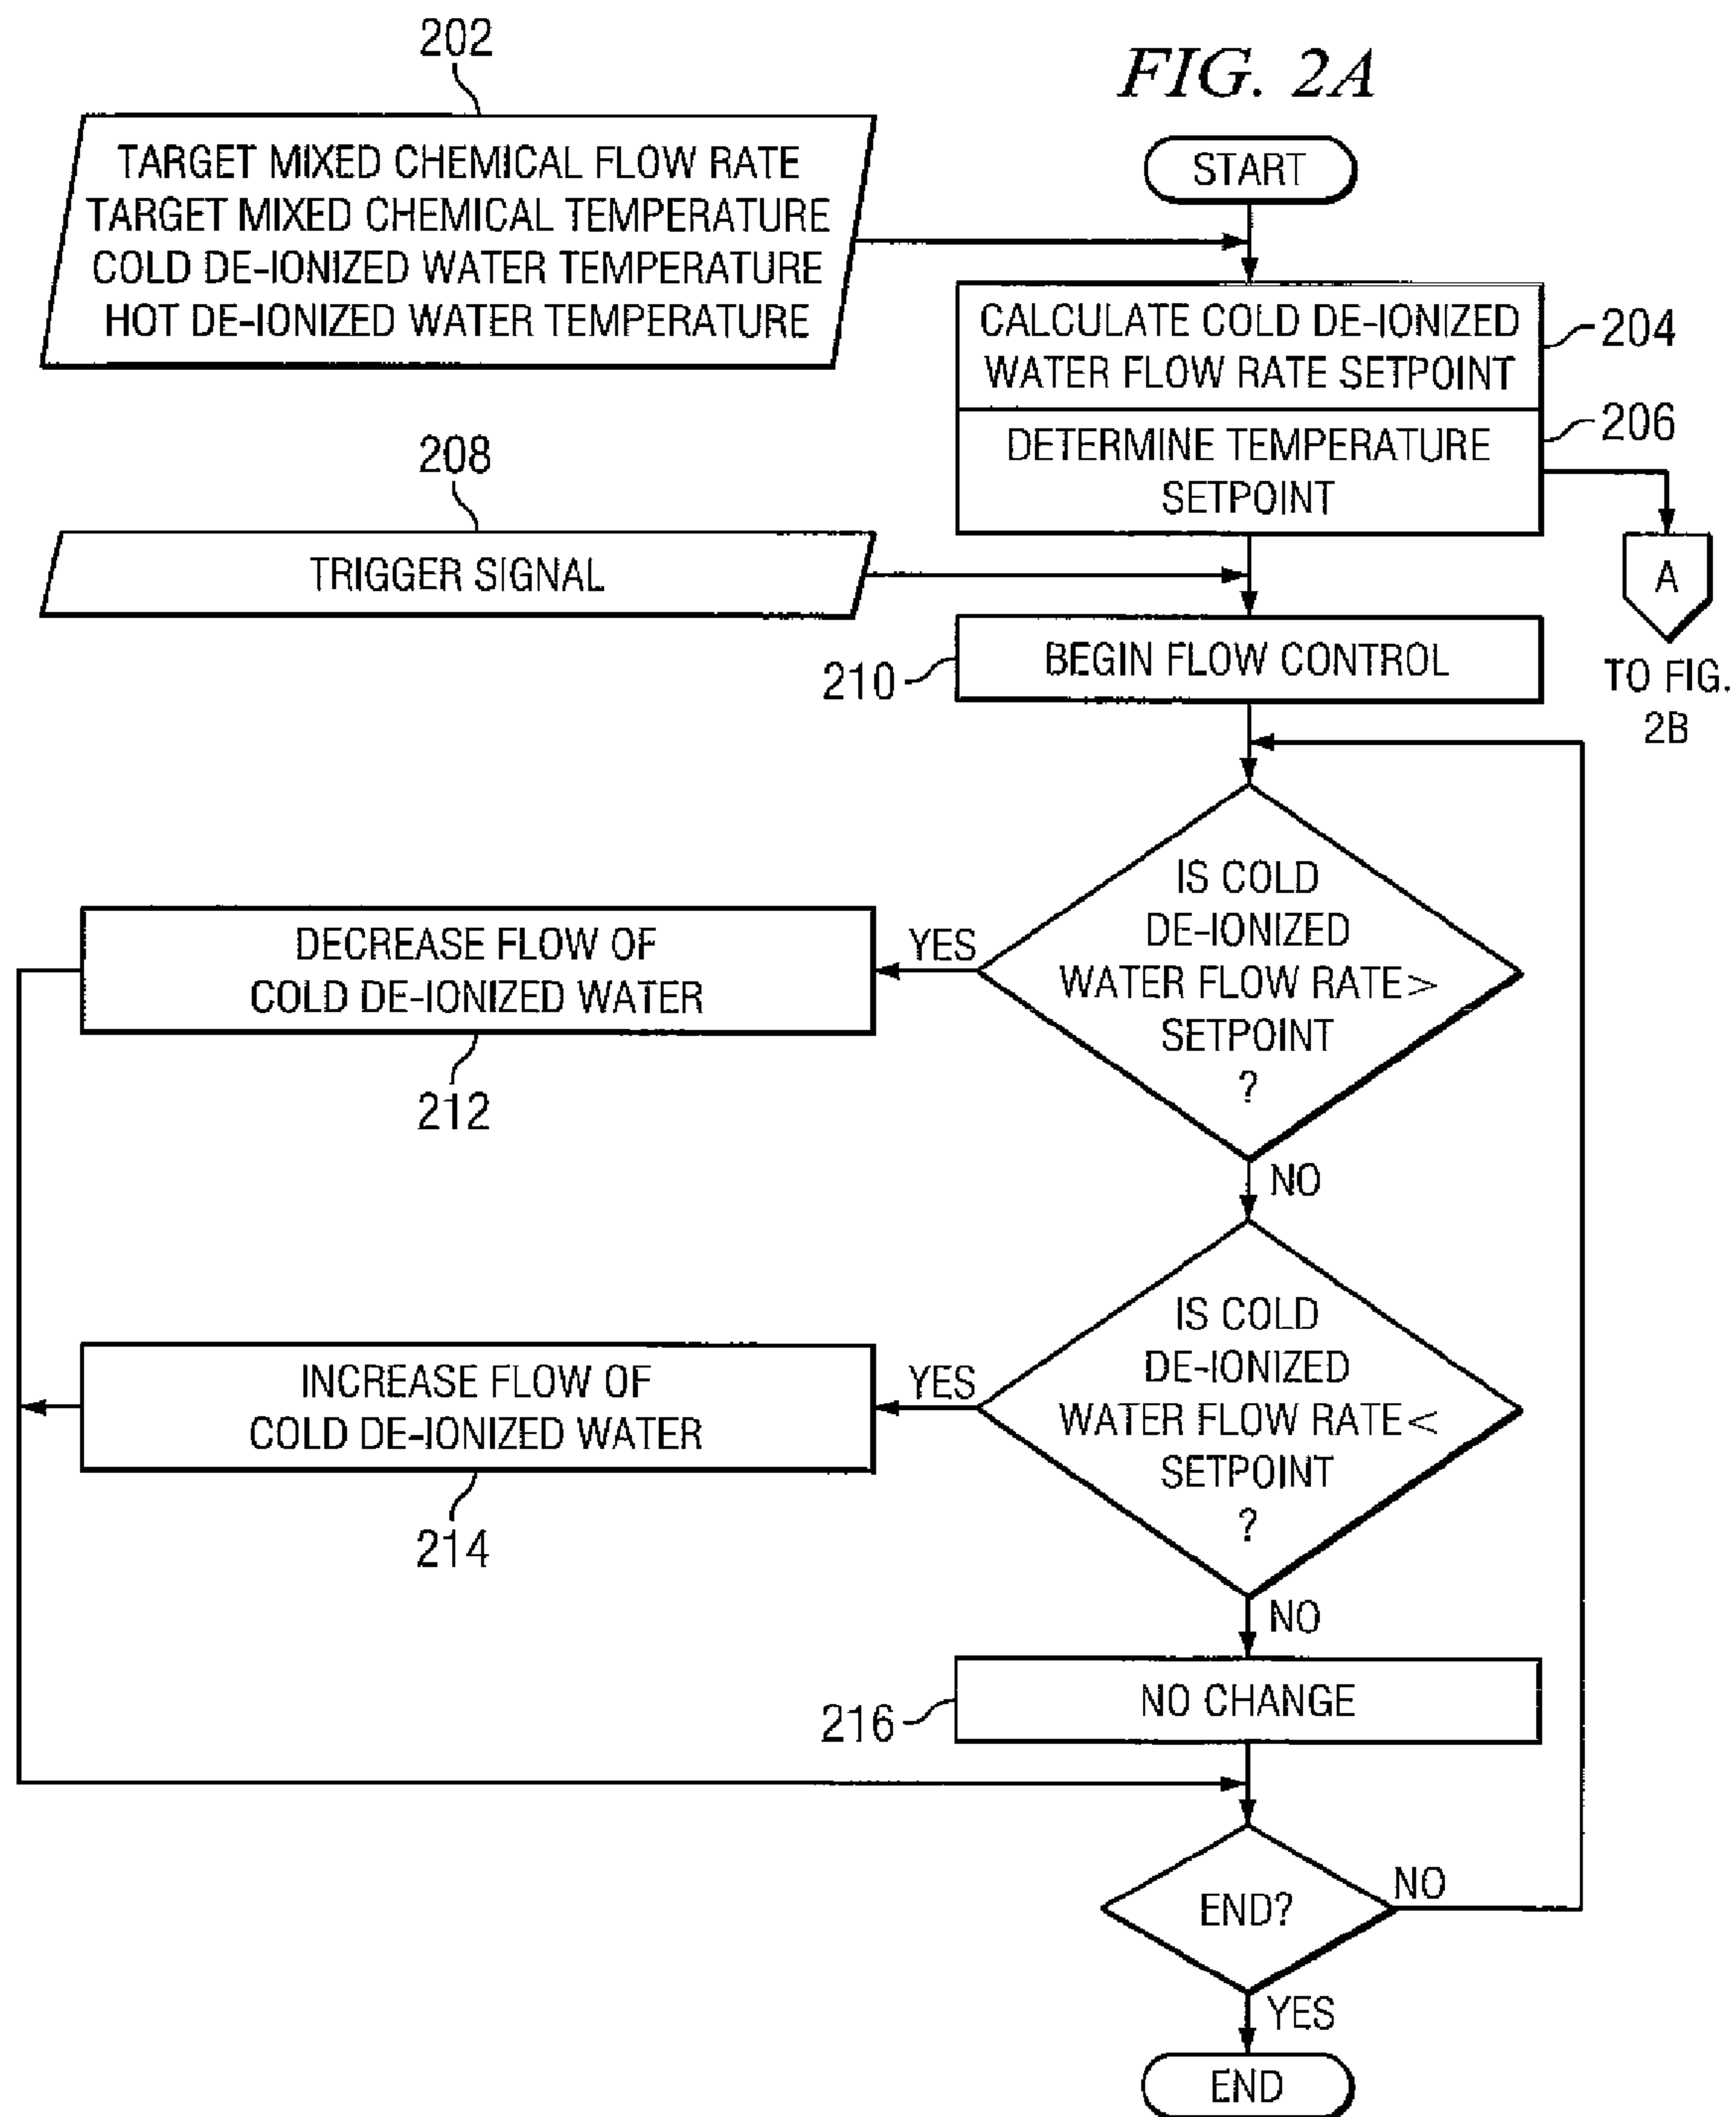 FIG. 2A
202
TARGET MIXED CHEMICAL FLOW RATE
TARGET MIXED CHEMICAL TEMPERATURE
COLD DE-IONIZED WATER TEMPERATURE
HOT DE-IONIZED WATER TEMPERATURE
START
CALCULATE COLD DE-IONIZED
WATER FLOW RATE SETPOINT
204
DETERMINE TEMPERATURE
SETPOINT
206
A
TO FIG.
2B
208
TRIGGER SIGNAL
BEGIN FLOW CONTROL
210
IS COLD
DE-IONIZED
WATER FLOW RATE>
SETPOINT
?
YES
DECREASE FLOW OF
COLD DE-IONIZED WATER
212
NO
IS COLD
DE-IONIZED
WATER FLOW RATE<
SETPOINT
?
YES
INCREASE FLOW OF
COLD DE-IONIZED WATER
214
NO
NO CHANGE
216
END?
NO
YES
END